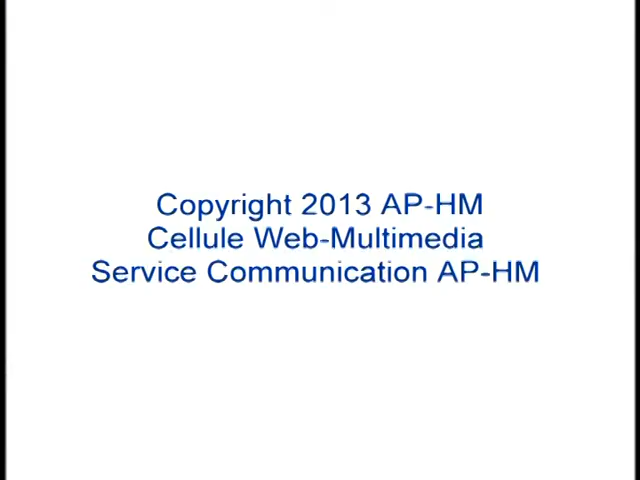 Copyright 2013 AP-HM
Cellule Web-Multimedia
Service Communication AP-HM